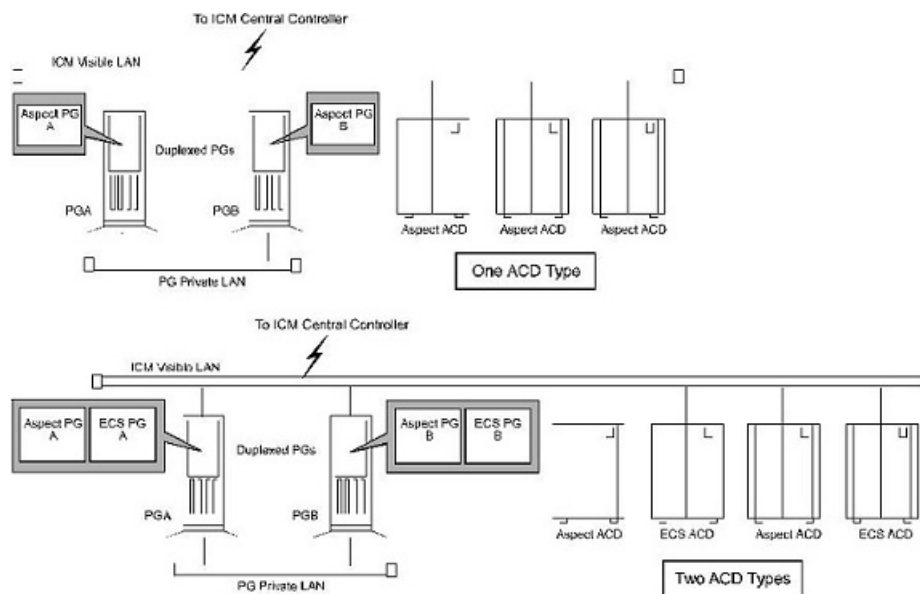 To ICM Central Controller
ICM Visible LAN
Aspect PG
A
Aspect PG
B
Duplexed PGs
PGA
PGB
Aspect ACD
Aspect ACD
Aspect ACD
PG Private LAN
One ACD Type
To ICM Central Controller
ICM Visible LAN
Aspect PG
A
ECS PG
A
Aspect PG
B
ECS PG
B
Duplexed PGs
PGA
PGB
Aspect ACD
ECS ACD
Aspect ACD
ECS ACD
PG Private LAN
Two ACD Types